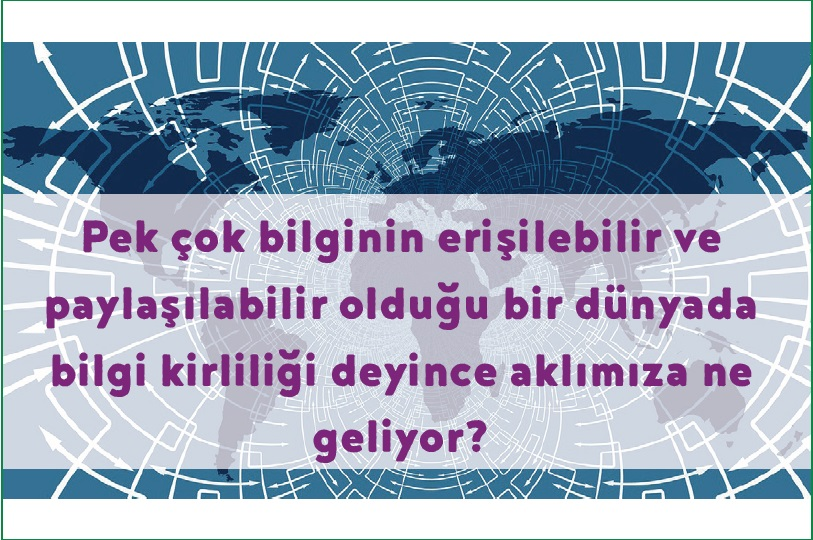 Pek çok bilginin erişilebilir ve
paylaşılabilir olduğu bir dünyada
bilgi kirliliği deyince aklımıza ne
geliyor?